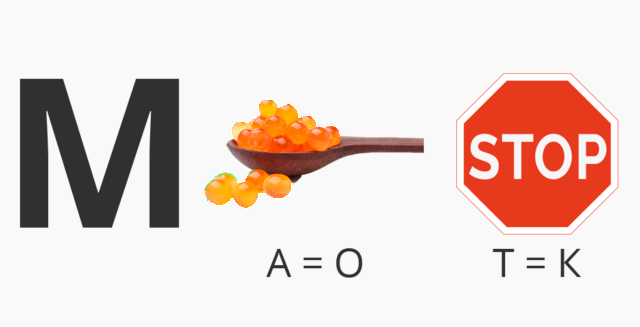 M
STOP
A = O
T = K